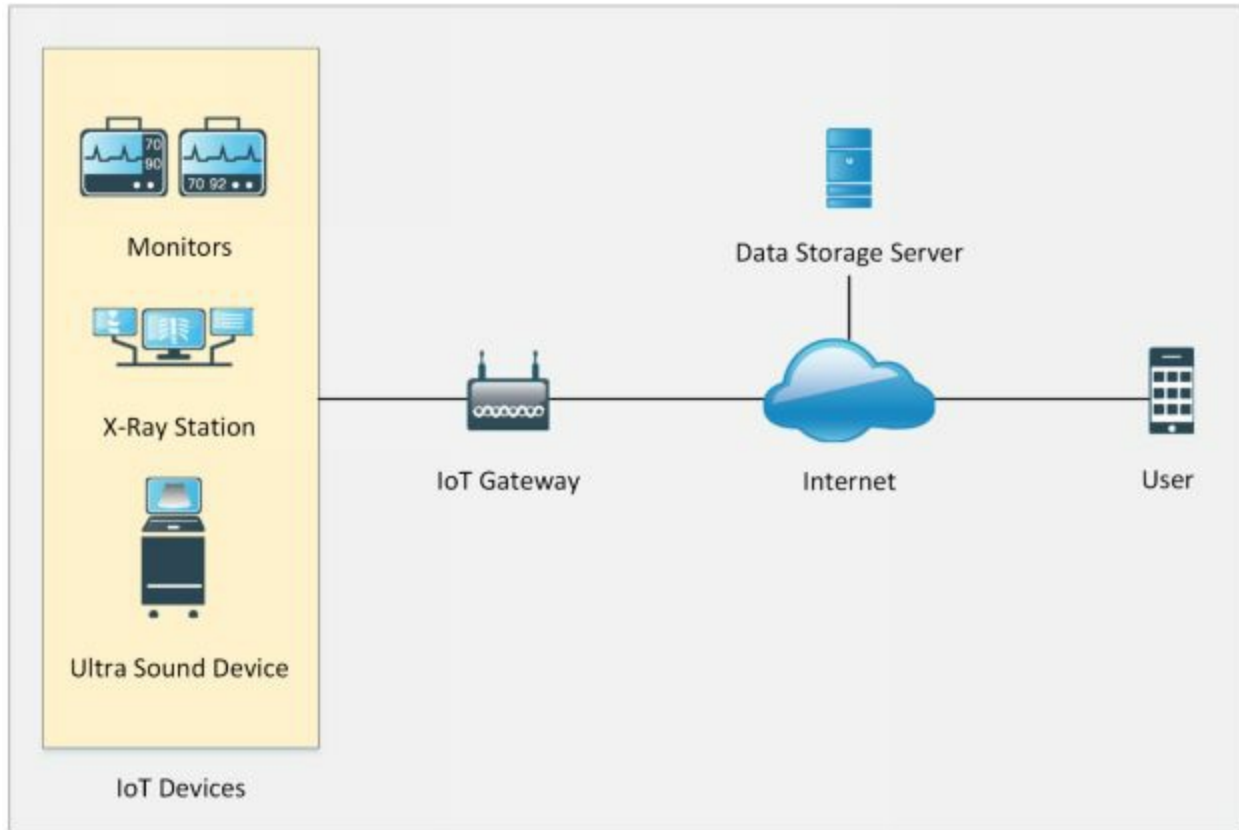 70
90
70 92
Monitors
X-Ray Station
Ultra Sound Device
IoT Devices
IoT Gateway
Data Storage Server
Internet
User